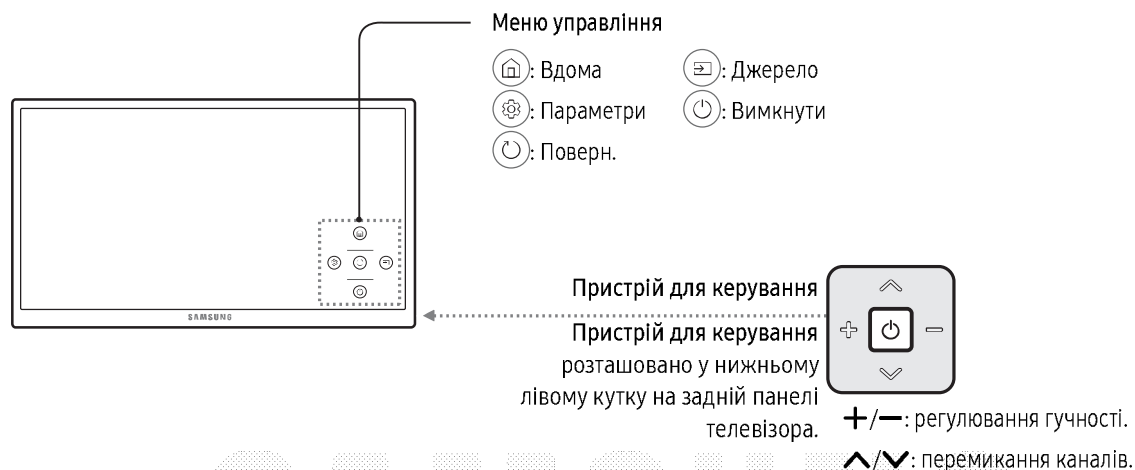 Меню управління
: Вдома
: Джерело
: Параметри
: Вимкнути
: Поверн.
SAMSUNG
Пристрій для керування
Пристрій для керування
розташовано у нижньому
лівому кутку на задній панелі
телевізора.
+/−: регулювання гучності.
∧/∨: перемикання каналів.